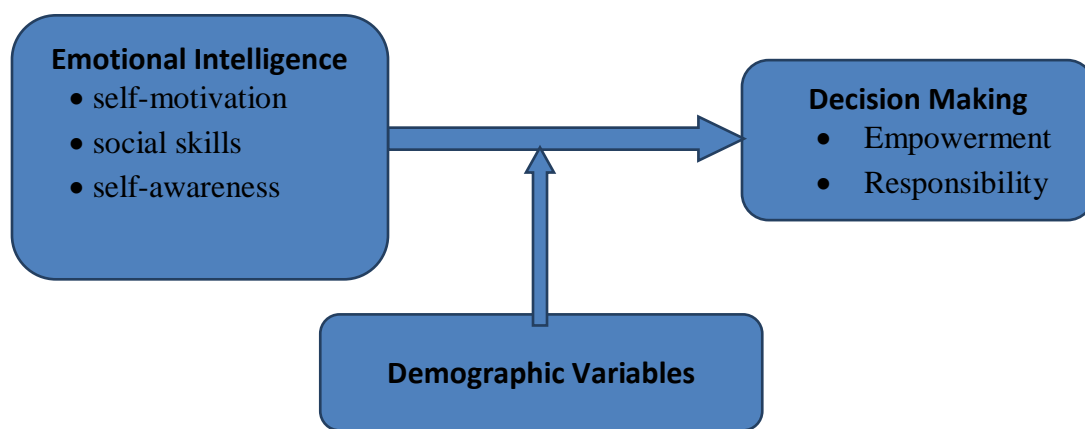 Emotional Intelligence
• self-motivation
• social skills
• self-awareness
Decision Making
• Empowerment
• Responsibility
Demographic Variables